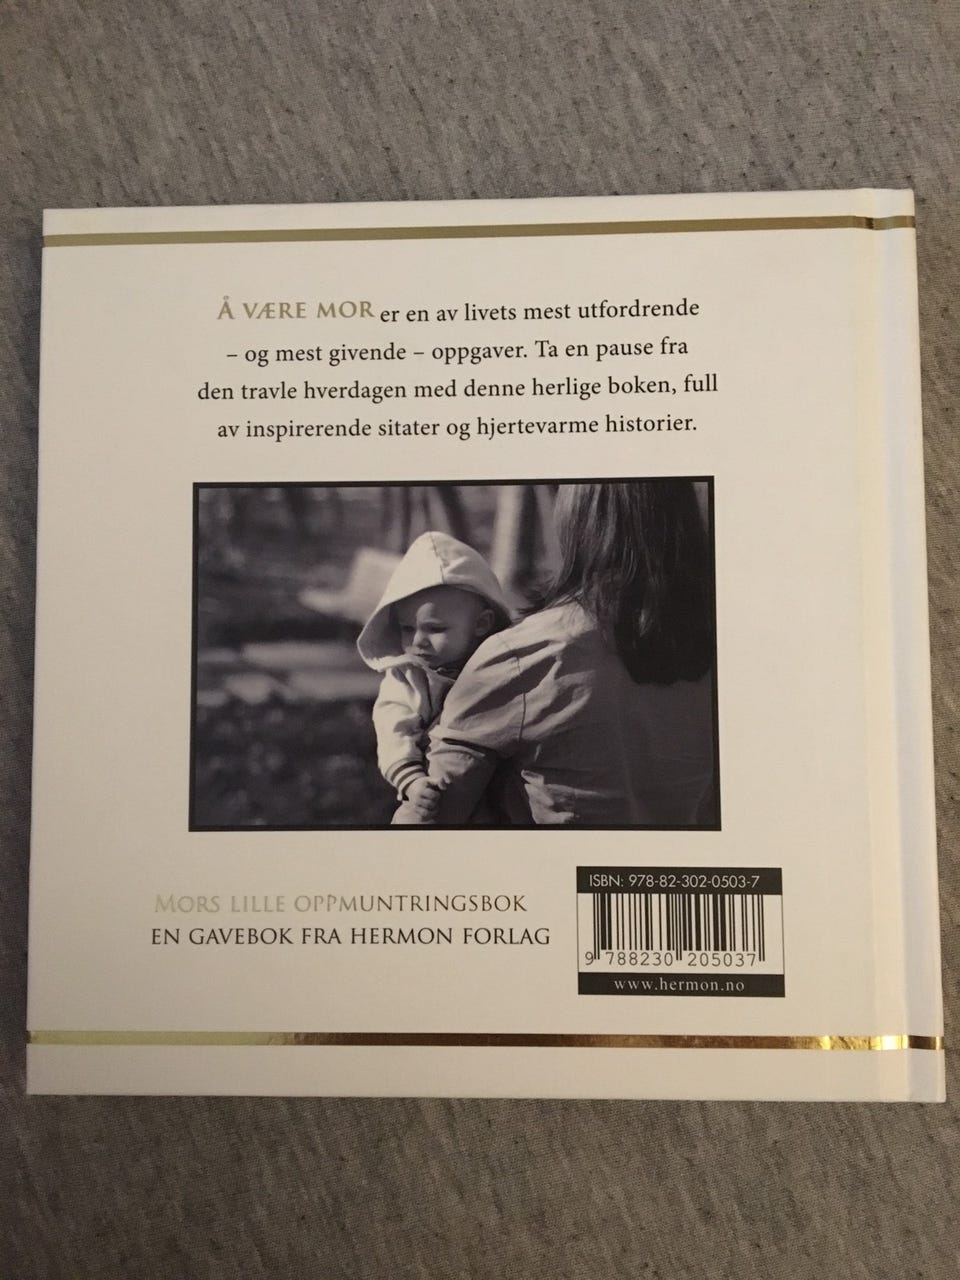 Å VÆRE MOR er en av livets mest utfordrende
– og mest givende – oppgaver. Ta en pause fra
den travle hverdagen med denne herlige boken, full
av inspirerende sitater og hjertevarme historier.
MORS LILLE OPPMUNTRINGSBOK
EN GAVEBOK FRA HERMON FORLAG
ISBN: 978-82-302-0503-7
9 788230 205037
www.hermon.no